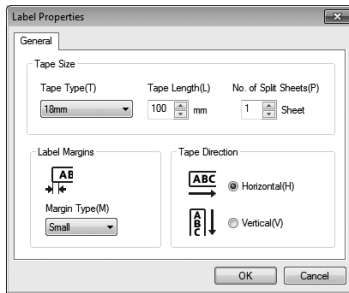 Label Properties
General
Tape Size
Tape Type(T)
Tape Length(L)
No. of Split Sheets(P)
18mm
100 mm
1 Sheet
Label Margins
AB
Margin Type(M)
Small
Tape Direction
ABC
Horizontal(H)
ABC
Vertical(V)
OK
Cancel